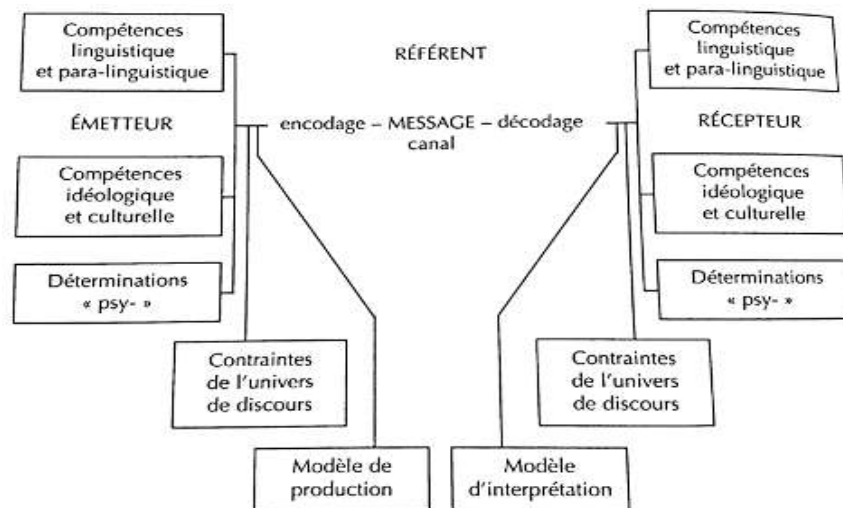 Compétences
linguistique
et para-linguistique
RÉFÉRENT
Compétences
linguistique
et para-linguistique
ÉMETTEUR
encodage – MESSAGE – décodage
canal
RÉCEPTEUR
Compétences
idéologique
et culturelle
Compétences
idéologique
et culturelle
Déterminations
« psy- »
Déterminations
« psy- »
Contraintes
de l'univers
de discours
Contraintes
de l'univers
de discours
Modèle de
production
Modèle
d'interprétation